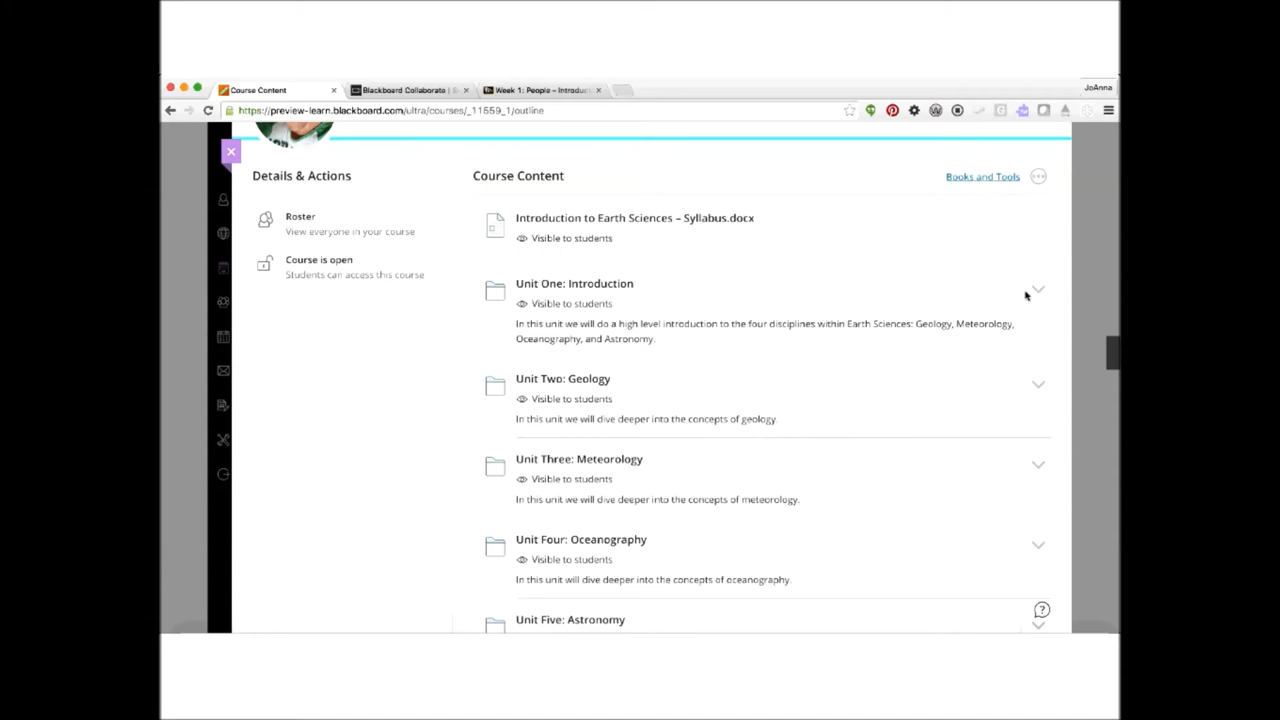 Course Content
Blackboard Collaborate
Week 1: People – Introduct
JoAnna
https://preview-learn.blackboard.com/ultra/courses/_11559_1/outline
Details & Actions
Course Content
Books and Tools
Roster
View everyone in your course
Course is open
Students can access this course
Introduction to Earth Sciences – Syllabus.docx
Visible to students
Unit One: Introduction
Visible to students
In this unit we will do a high level introduction to the four disciplines within Earth Sciences: Geology, Meteorology,
Oceanography, and Astronomy.
Unit Two: Geology
Visible to students
In this unit we will dive deeper into the concepts of geology.
Unit Three: Meteorology
Visible to students
In this unit we will dive deeper into the concepts of meteorology.
Unit Four: Oceanography
Visible to students
In this unit will dive deeper into the concepts of oceanography.
Unit Five: Astronomy